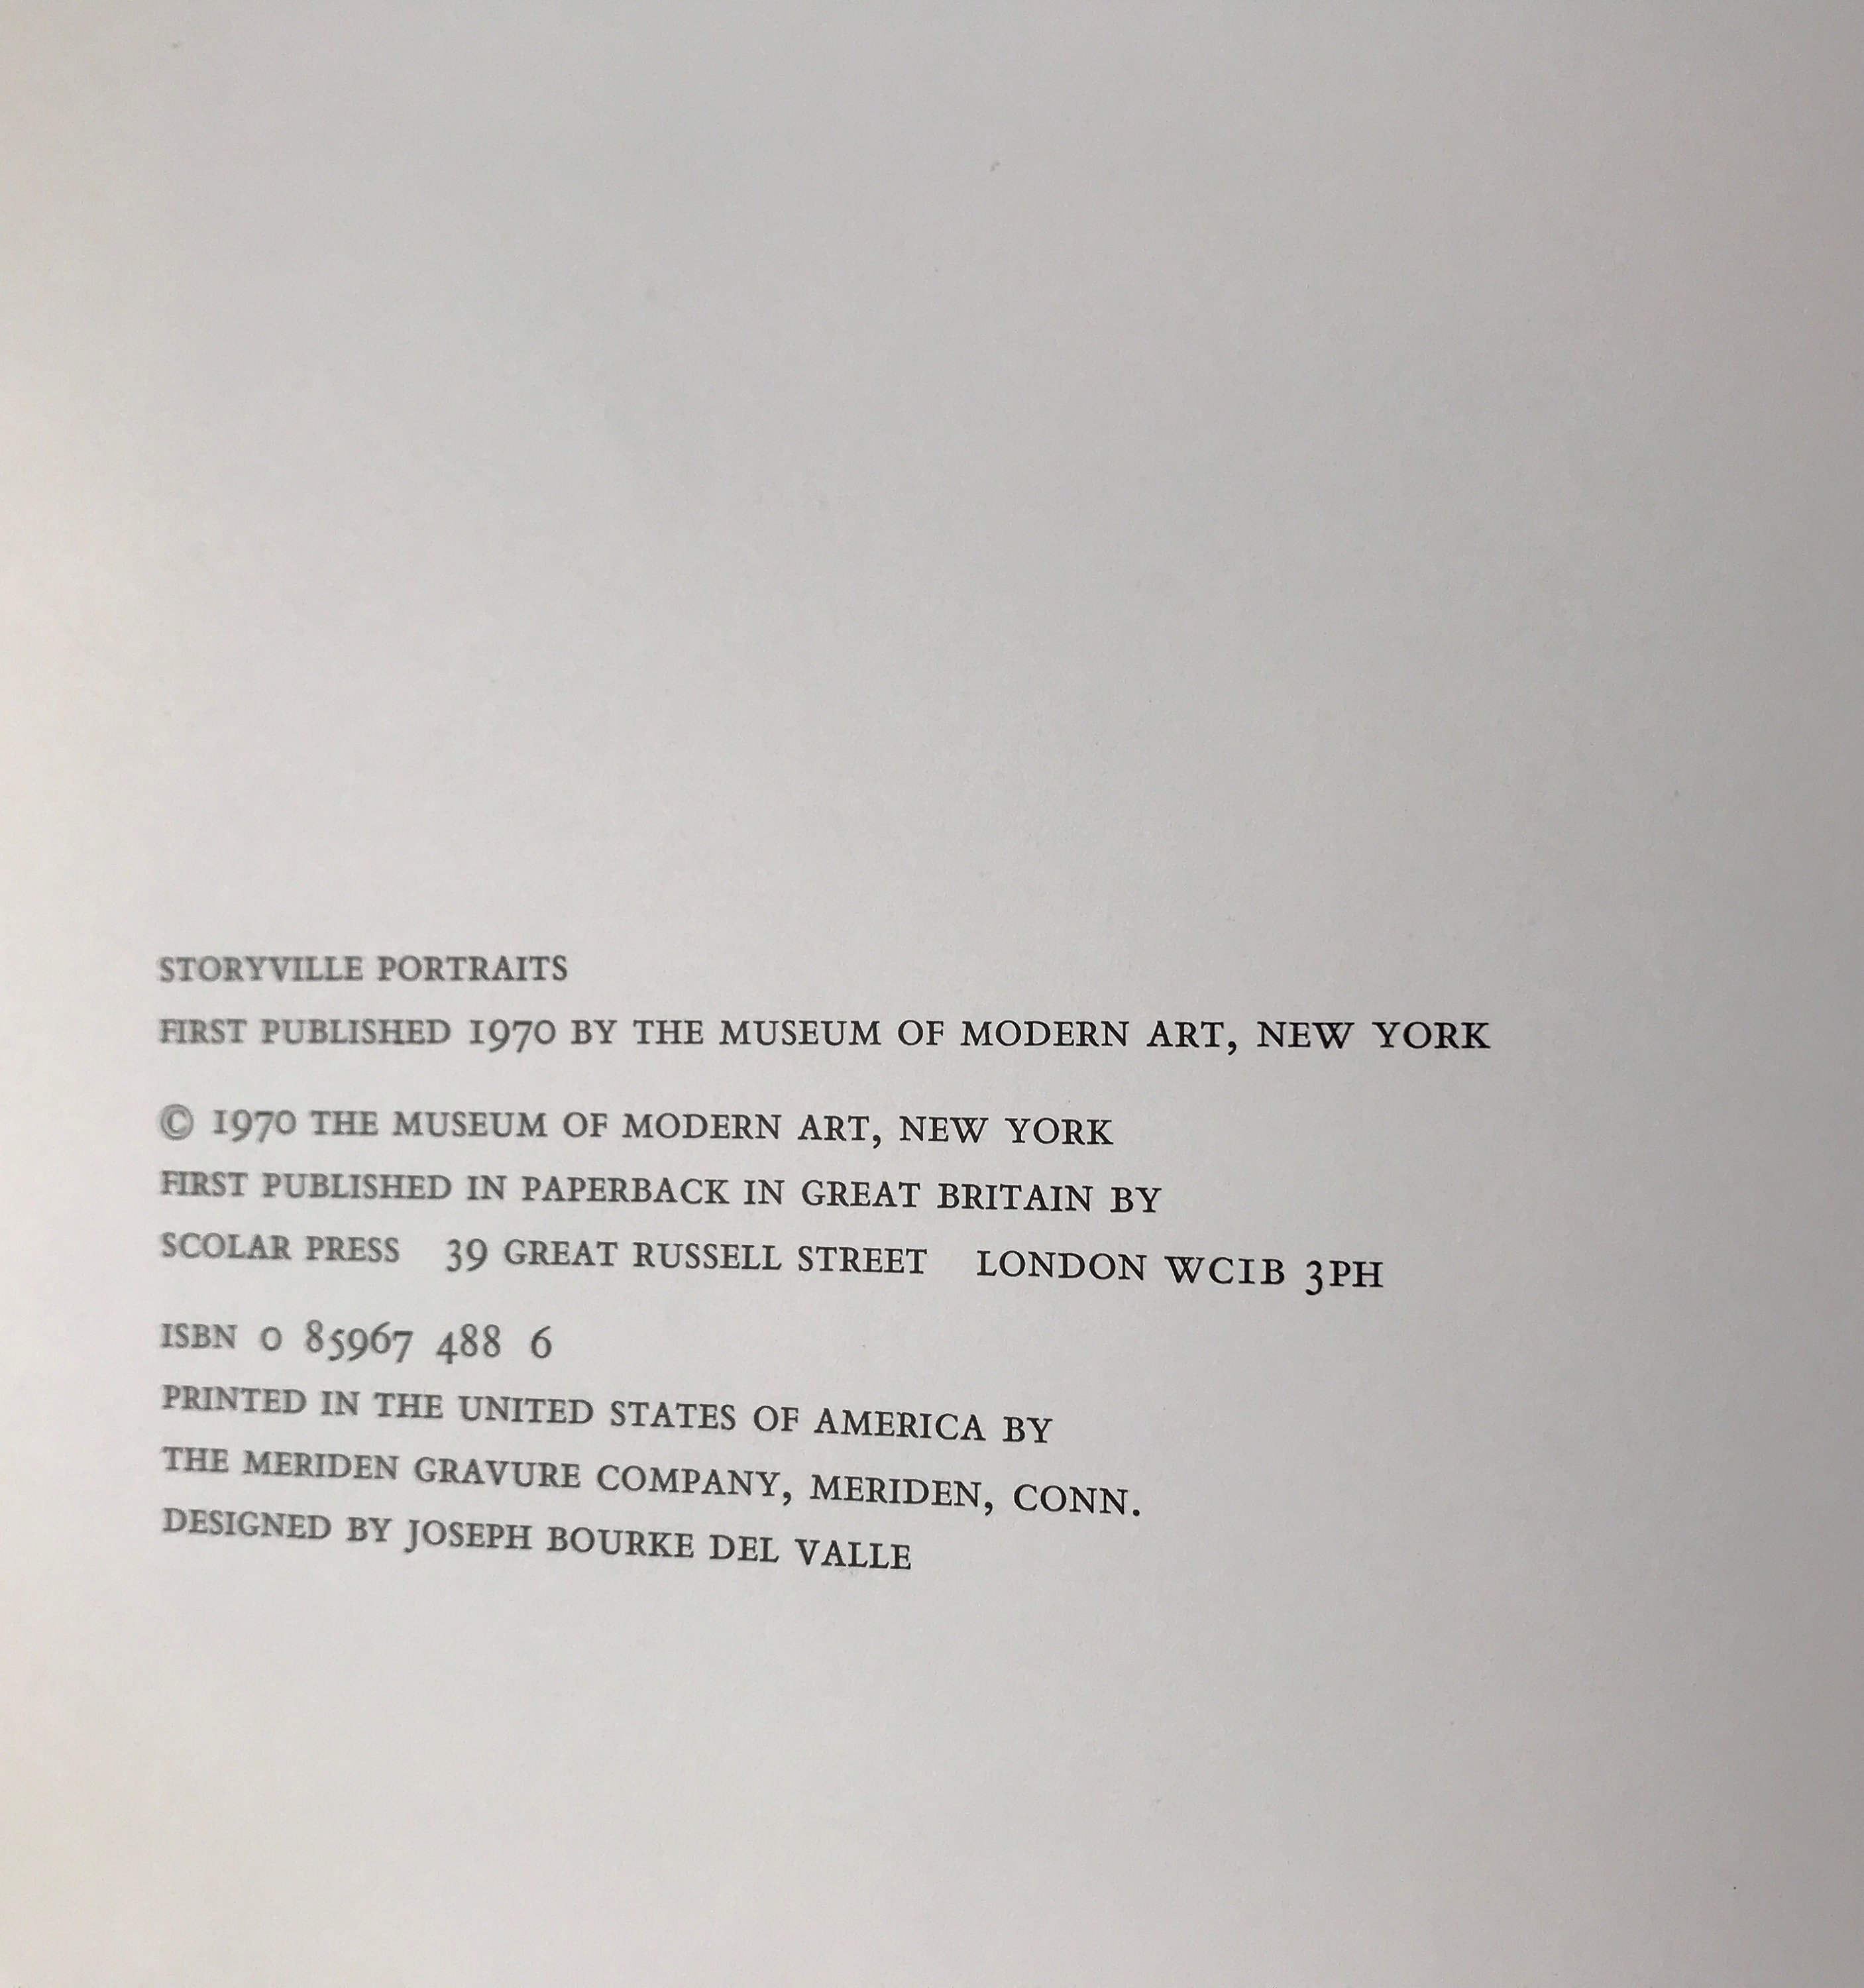 STORYVILLE PORTRAITS
FIRST PUBLISHED 1970 BY THE MUSEUM OF MODERN ART, NEW YORK
© 1970 THE MUSEUM OF MODERN ART, NEW YORK
FIRST PUBLISHED IN PAPERBACK IN GREAT BRITAIN BY
SCOLAR PRESS 39 GREAT RUSSELL STREET LONDON WC1B 3PH
ISBN 0 85967 488 6
PRINTED IN THE UNITED STATES OF AMERICA BY
THE MERIDEN GRAVURE COMPANY, MERIDEN, CONN.
DESIGNED BY JOSEPH BOURKE DEL VALLE